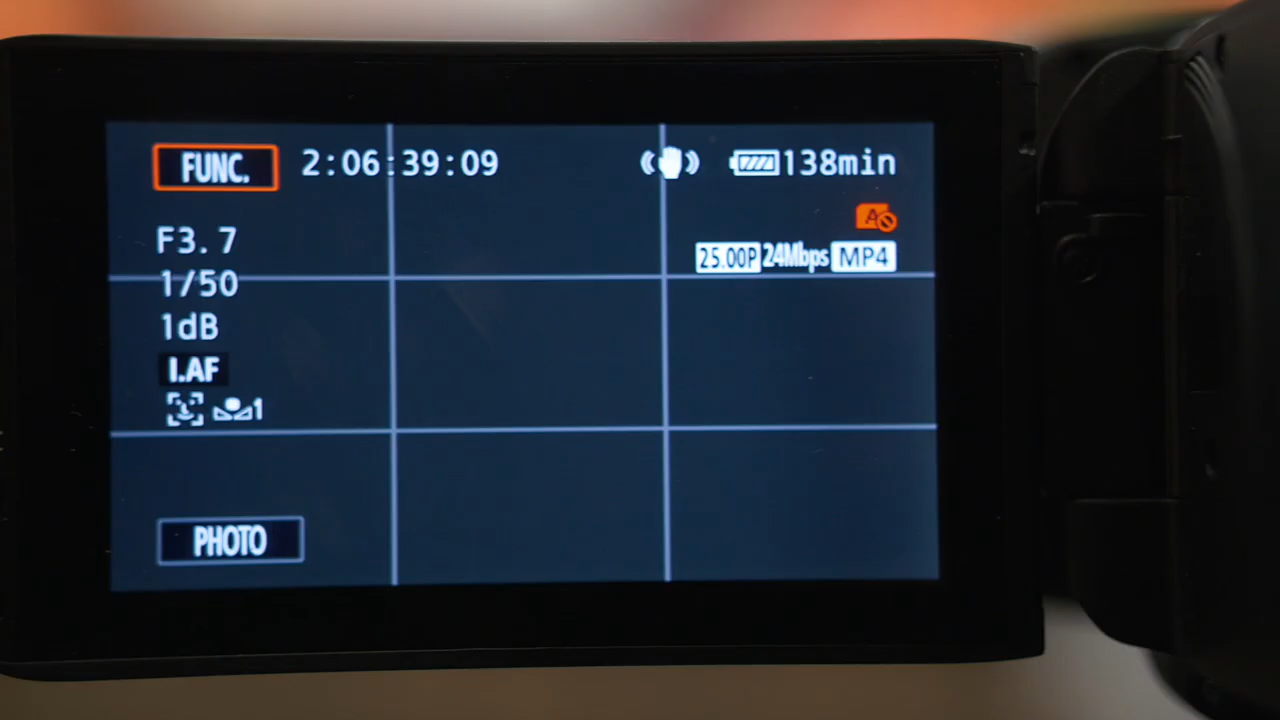 FUNC. 2:06:39:09 138min
A
F3.7
25.00P 24Mbps MP4
1/50
1dB
I.AF
1
PHOTO